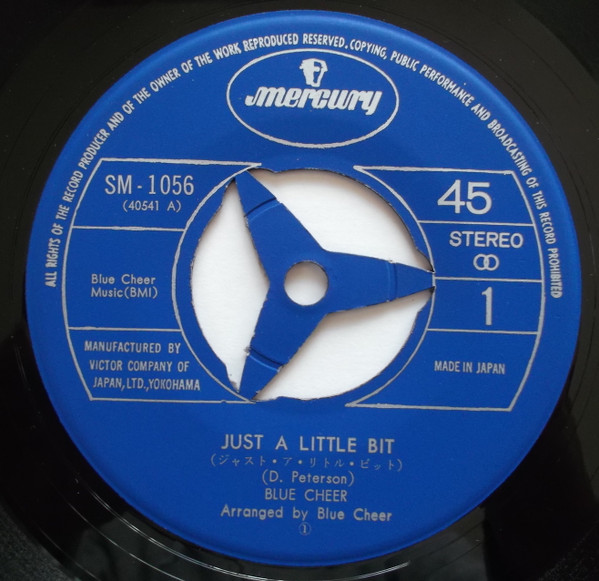 ALL RIGHTS OF THE RECORD PRODUCER AND OF THE OWNER OF THE WORK REPRODUCED RESERVED. COPYING, PUBLIC PERFORMANCE AND BROADCASTING OF THIS RECORD PROHIBITED
mercury
SM-1056
(40541 A)
45
STEREO
Blue Cheer
Music(BMI)
1
MANUFACTURED BY
VICTOR COMPANY OF
JAPAN, LTD., YOKOHAMA
MADE IN JAPAN
JUST A LITTLE BIT
(ジャスト・ア・リトル・ビット)
(D. Peterson)
BLUE CHEER
Arranged by Blue Cheer
①